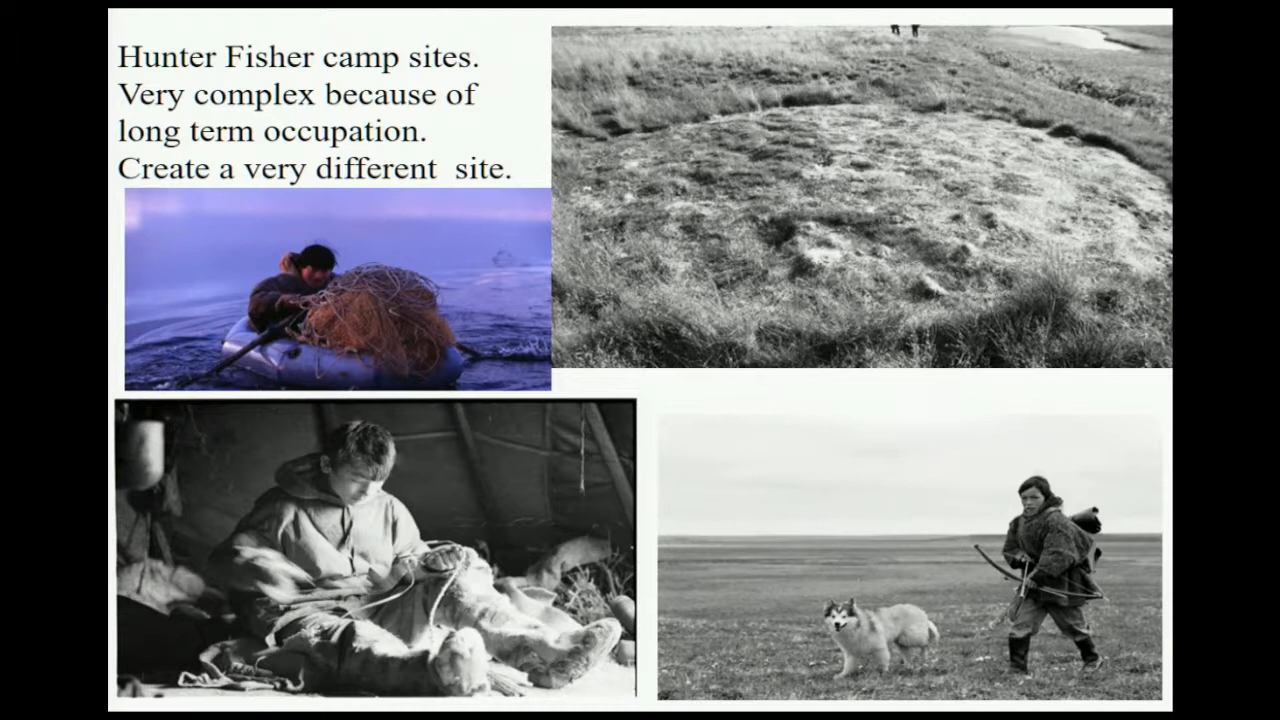 Hunter Fisher camp sites.
Very complex because of
long term occupation.
Create a very different  site.